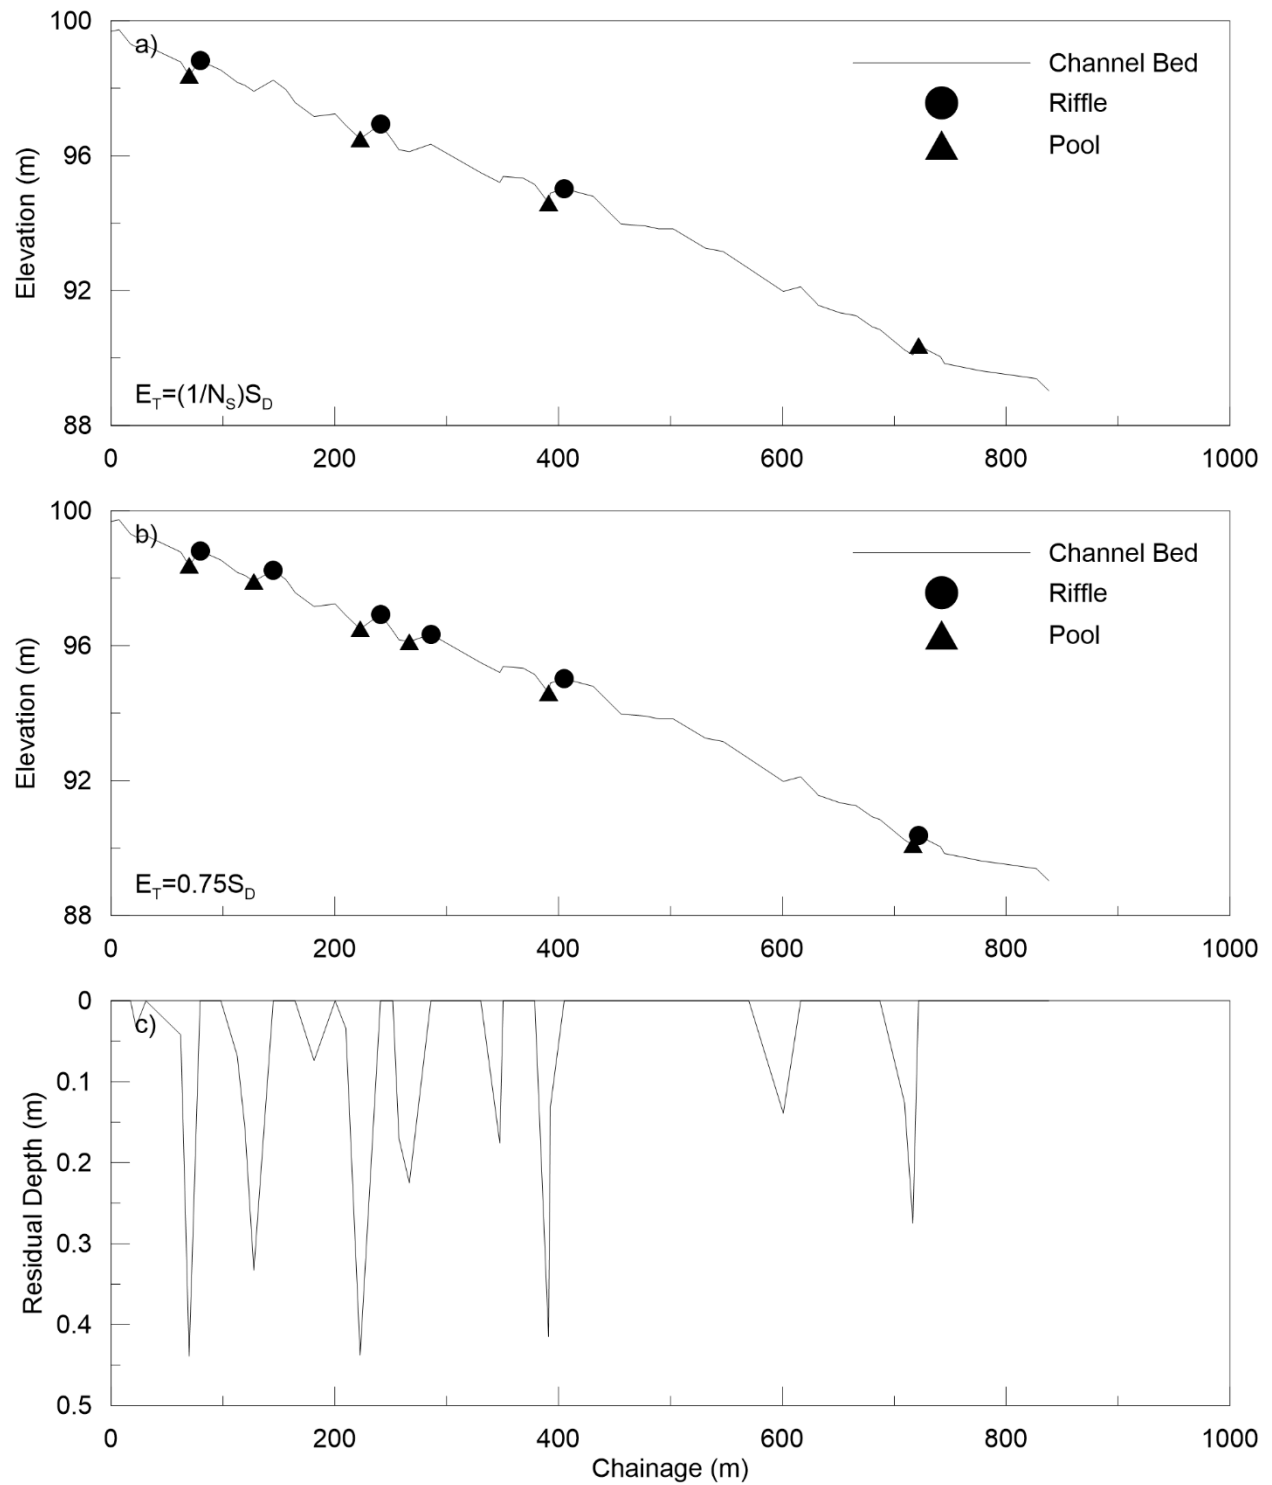 100
a)
Channel Bed
Riffle
Pool
96
92
88
Elevation (m)
E_T=(1/N_S)S_D
0 200 400 600 800 1000
100
b)
Channel Bed
Riffle
Pool
96
92
88
Elevation (m)
E_T=0.75S_D
0 200 400 600 800 1000
0
c)
0.1
0.2
0.3
0.4
0.5
Residual Depth (m)
0 200 400 600 800 1000
Chainage (m)